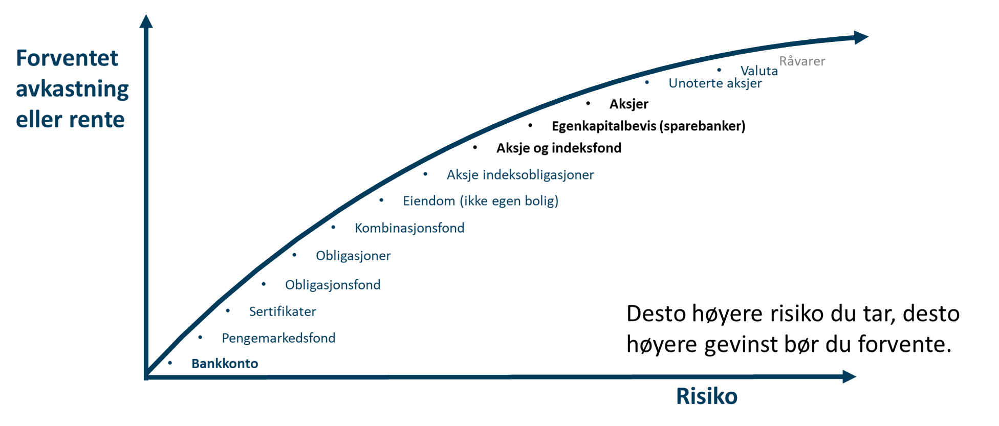 Forventet
avkastning
eller rente
Råvarer
• Valuta
• Unoterte aksjer
• Aksjer
• Egenkapitalbevis (sparebanker)
• Aksje og indeksfond
• Aksje indeksobligasjoner
• Eiendom (ikke egen bolig)
• Kombinasjonsfond
• Obligasjoner
• Obligasjonsfond
• Sertifikater
• Pengemarkedsfond
• Bankkonto
Desto høyere risiko du tar, desto
høyere gevinst bør du forvente.
Risiko